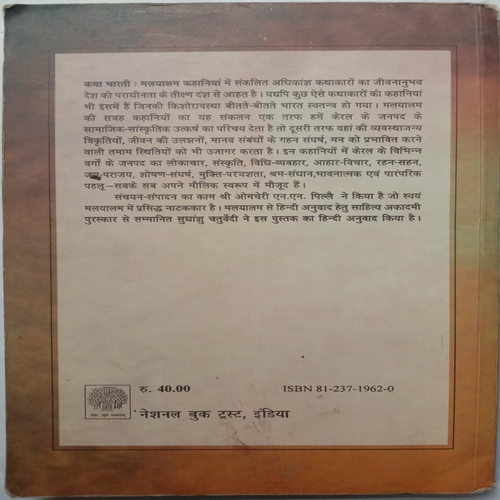 कथा भारती : मलयालम कहानियां में संकलित अधिकांश कथाकारों का जीवनानुभव
देश की पराधीनता के तीक्ष्ण दंश से आहत है । यद्यपि कुछ ऐसे कथाकारों की कहानियां
भी इसमें हैं जिनकी किशोरावस्था बीतते-बीतते भारत स्वतन्त्र हो गया । मलयालम
की सत्रह कहानियों का यह संकलन एक तरफ हमें केरल के जनपद के
सामाजिक-सांस्कृतिक उत्कर्ष का परिचय देता है तो दूसरी तरफ वहां की व्यवस्थाजन्य
विकृतियों, जीवन की उलझनों, मानव संबंधों के गहन संघर्ष, मन को प्रभावित करने
वाली तमाम स्थितियों को भी उजागर करता है । इन कहानियों में केरल के विभिन्न
वर्गों के जनपद का लोकाचार, संस्कृति, विधि-व्यवहार, आहार-विचार, रहन-सहन,
जय-पराजय, शोषण-संघर्ष, मुक्ति-परवशता, श्रम-संधान,भावनात्मक एवं पारंपरिक
पहलू—सबके सब अपने मौलिक स्वरूप में मौजूद हैं ।
संचयन-संपादन का काम श्री ओमचेरी एन.एन. पिल्लै ने किया है जो स्वयं
मलयालम में प्रसिद्ध नाटककार है । मलयालम से हिन्दी अनुवाद हेतु साहित्य अकादमी
पुरस्कार से सम्मानित सुधांशु चतुर्वेदी ने इस पुस्तक का हिन्दी अनुवाद किया है ।
रु. 40.00
ISBN 81-237-1962-0
नेशनल बुक ट्रस्ट, इंडिया